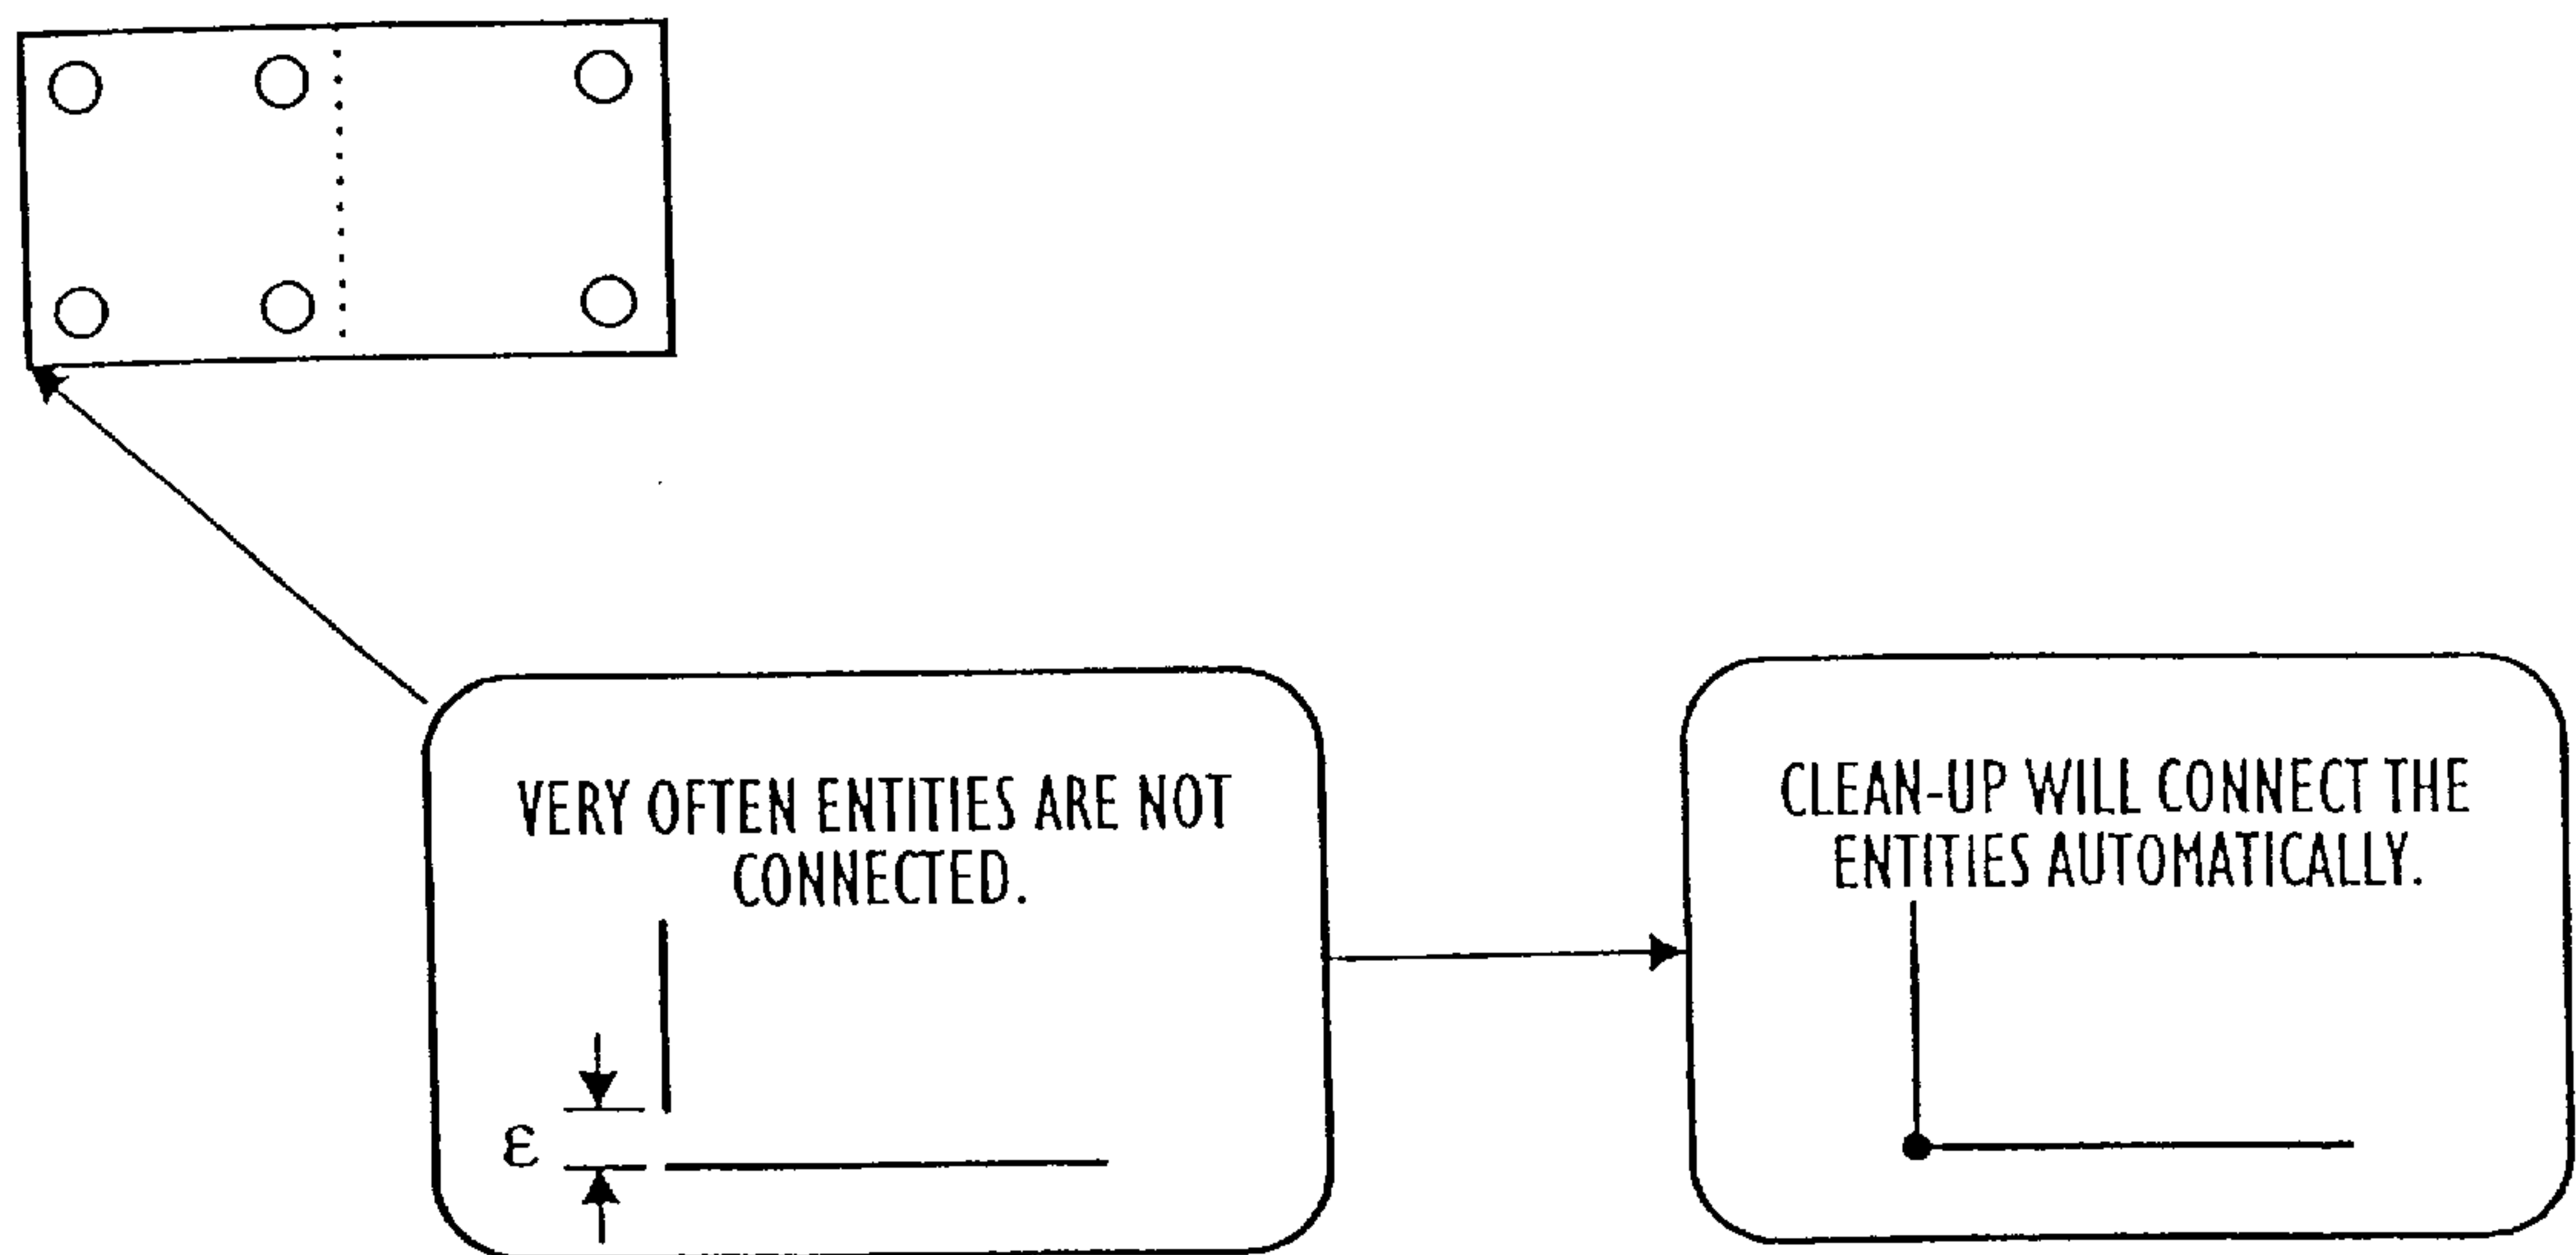 VERY OFTEN ENTITIES ARE NOT
CONNECTED.
ε
CLEAN-UP WILL CONNECT THE
ENTITIES AUTOMATICALLY.